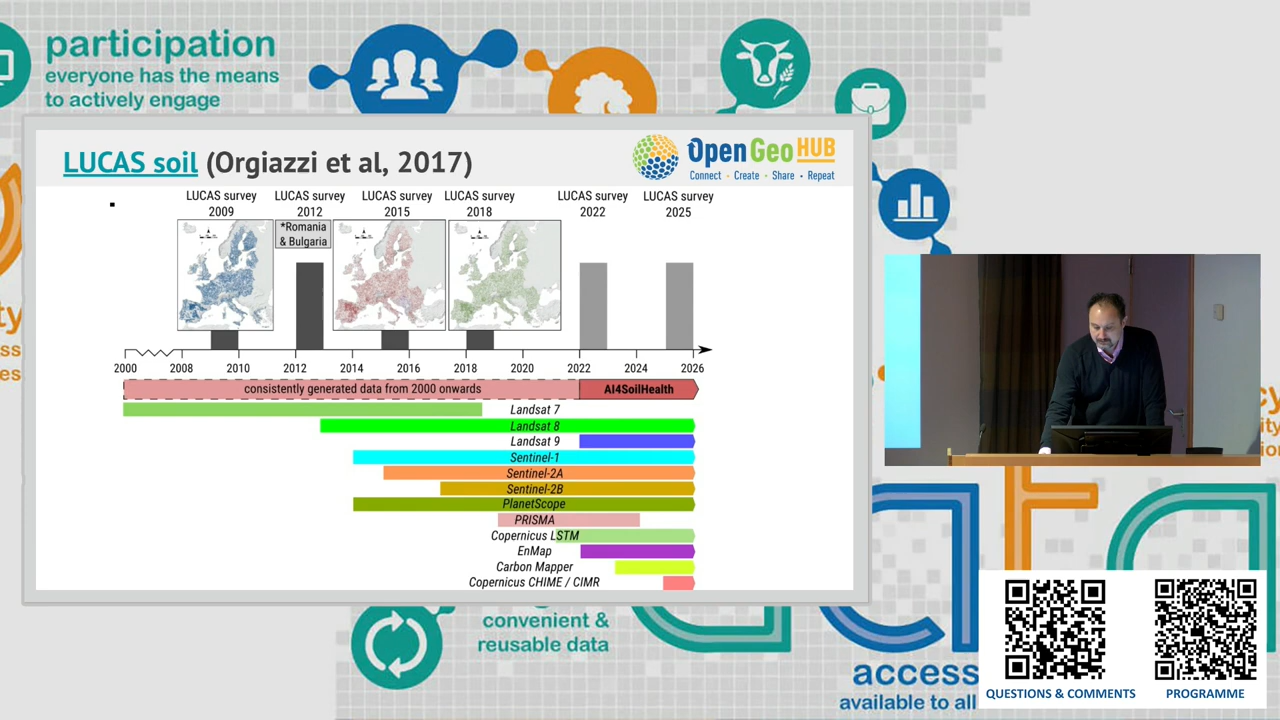 participation
everyone has the means
to actively engage
LUCAS soil (Orgiazzi et al, 2017)
Open Geo HUB
Connect · Create · Share · Repeat
LUCAS survey
2009
LUCAS survey
2012
LUCAS survey
2015
LUCAS survey
2018
LUCAS survey
2022
LUCAS survey
2025
*Romania
& Bulgaria
2000 2008 2010 2012 2014 2016 2018 2020 2022 2024 2026
consistently generated data from 2000 onwards
AI4SoilHealth
Landsat 7
Landsat 8
Landsat 9
Sentinel-1
Sentinel-2A
Sentinel-2B
PlanetScope
PRISMA
Copernicus LSTM
EnMap
Carbon Mapper
Copernicus CHIME / CIMR
convenient &
reusable data
access
available to all
QUESTIONS & COMMENTS
PROGRAMME